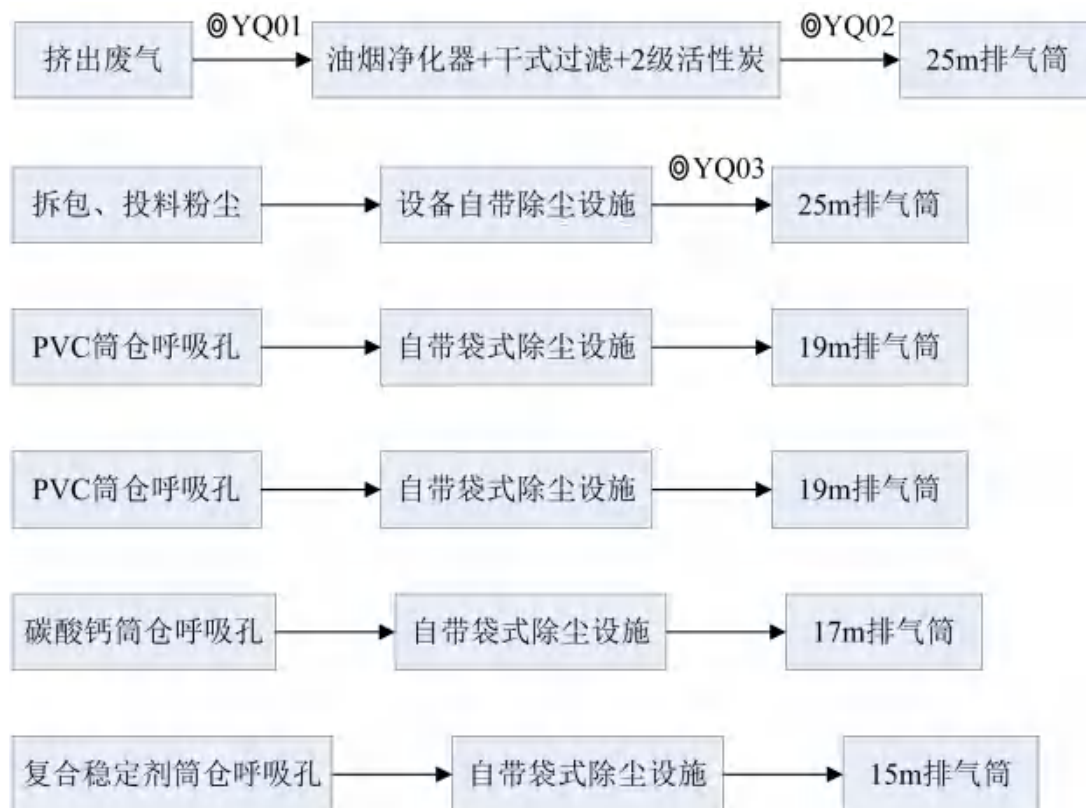 ◎YQ01 ◎YQ02
挤出废气 油烟净化器+干式过滤+2级活性炭 25m排气筒
◎YQ03
拆包、投料粉尘 设备自带除尘设施 25m排气筒
PVC筒仓呼吸孔 自带袋式除尘设施 19m排气筒
PVC筒仓呼吸孔 自带袋式除尘设施 19m排气筒
碳酸钙筒仓呼吸孔 自带袋式除尘设施 17m排气筒
复合稳定剂筒仓呼吸孔 自带袋式除尘设施 15m排气筒